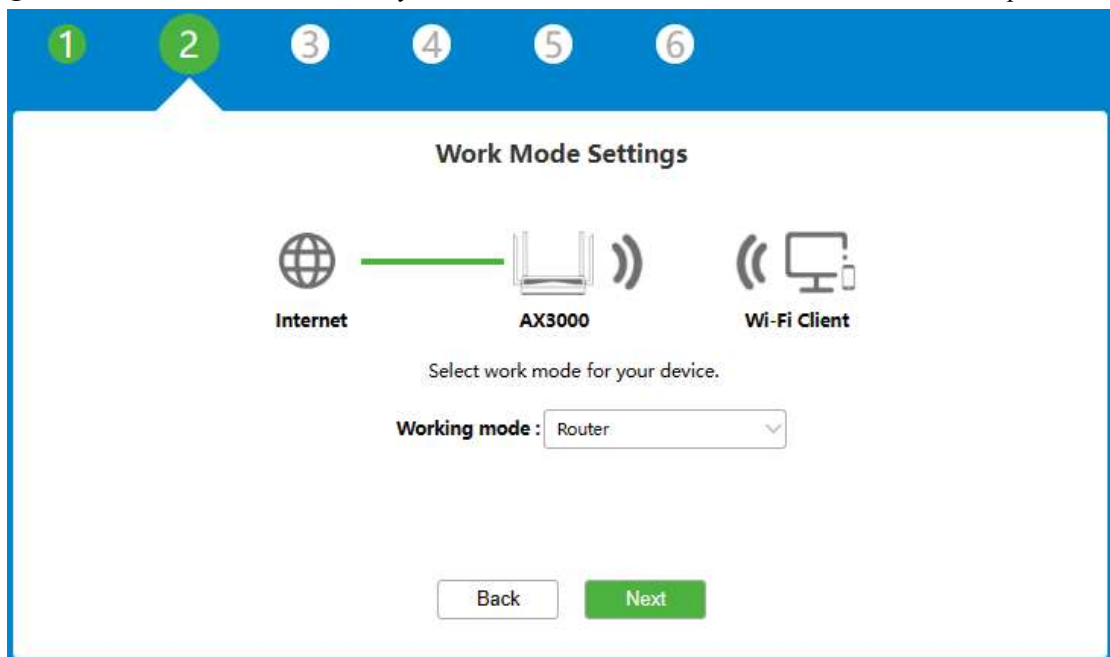 1 2 3 4 5 6
Work Mode Settings
Internet AX3000 Wi-Fi Client
Select work mode for your device.
Working mode : Router
Back Next